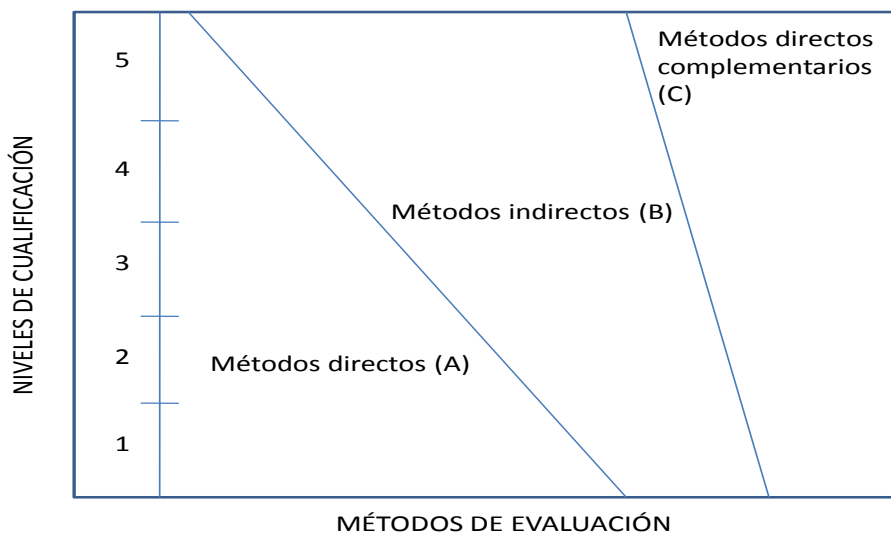 Métodos directos
complementarios
(C)
5
4
Métodos indirectos (B)
3
2
Métodos directos (A)
1
NIVELES DE CUALIFICACIÓN
MÉTODOS DE EVALUACIÓN